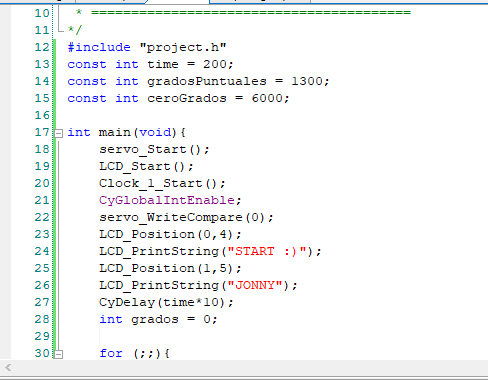 10 * ==========================================
11 */
12 #include "project.h"
13 const int time = 200;
14 const int gradosPuntuales = 1300;
15 const int ceroGrados = 6000;
16
17 int main(void){
18 servo_Start();
19 LCD_Start();
20 Clock_1_Start();
21 CyGlobalIntEnable;
22 servo_WriteCompare(0);
23 LCD_Position(0,4);
24 LCD_PrintString("START :)");
25 LCD_Position(1,5);
26 LCD_PrintString("JONNY");
27 CyDelay(time*10);
28 int grados = 0;
29
30 for (;;){